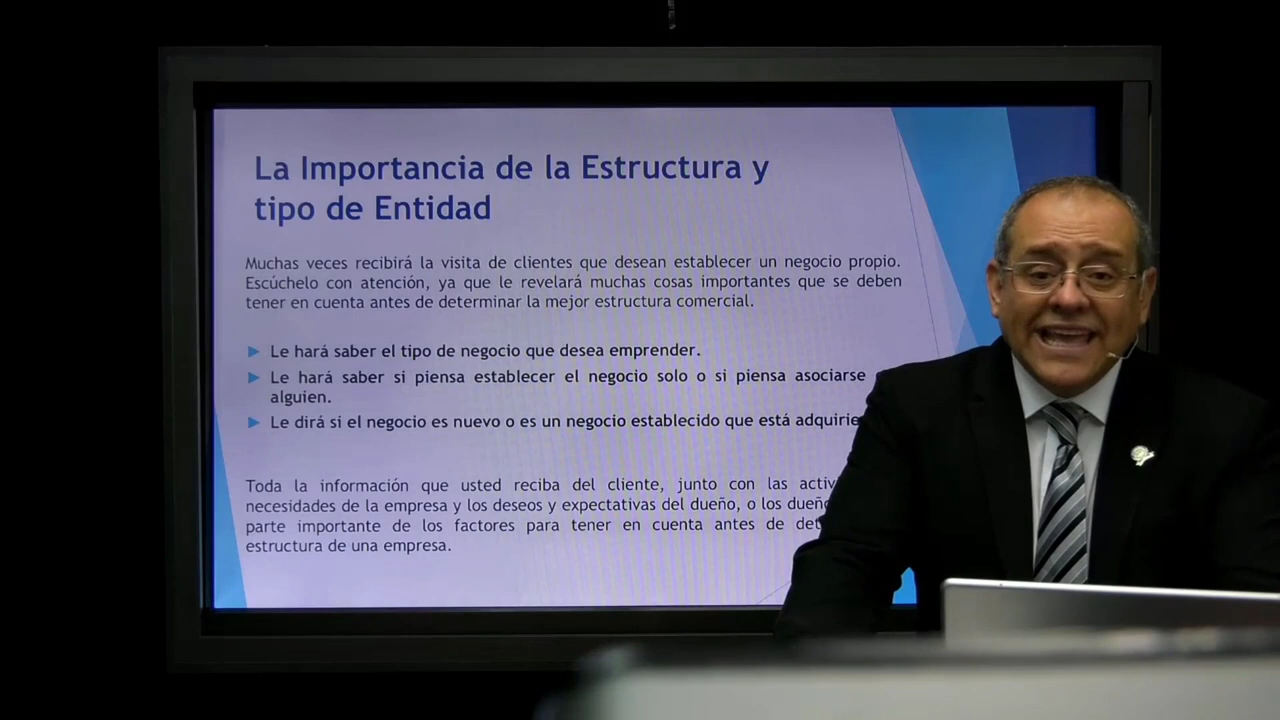 La Importancia de la Estructura y
tipo de Entidad
Muchas veces recibirá la visita de clientes que desean establecer un negocio propio.
Escúchelo con atención, ya que le revelará muchas cosas importantes que se deben
tener en cuenta antes de determinar la mejor estructura comercial.
Le hará saber el tipo de negocio que desea emprender.
Le hará saber si piensa establecer el negocio solo o si piensa asociarse
alguien.
Le dirá si el negocio es nuevo o es un negocio establecido que está
Toda la información que usted reciba del cliente, junto con las
necesidades de la empresa y los deseos y expectativas del dueño, o los
parte importante de los factores para tener en cuenta antes de
estructura de una empresa.